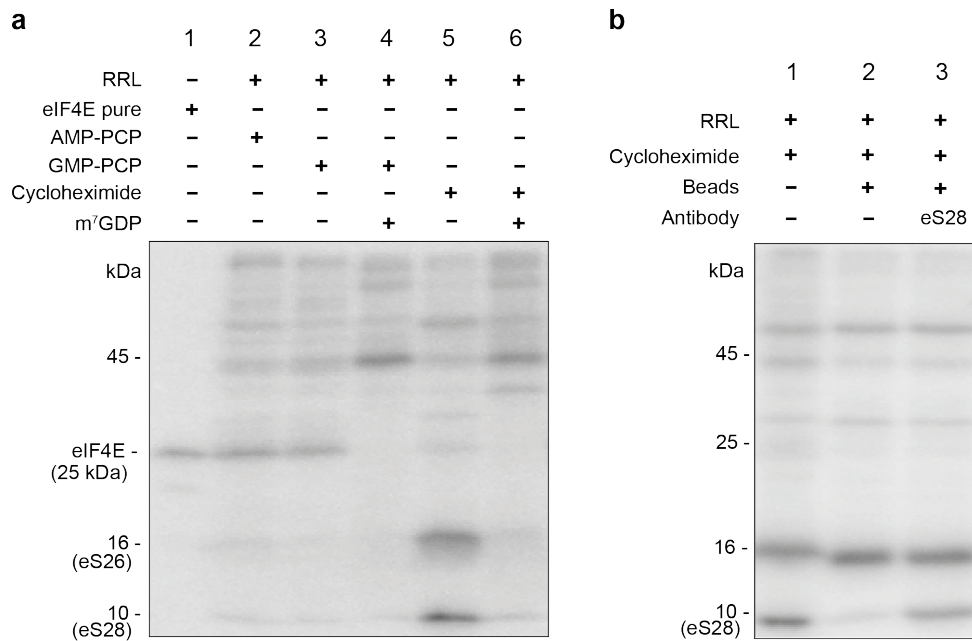 a
1 2 3 4 5 6
RRL – + + + + +
eIF4E pure + – – – – –
AMP-PCP – + – – – –
GMP-PCP – – + + – –
Cycloheximide – – – – + +
m⁷GDP – – – + – +
kDa
45 -
eIF4E -
(25 kDa)
16 -
(eS26)
10 -
(eS28)
b
1 2 3
RRL + + +
Cycloheximide + + +
Beads – + +
Antibody – – eS28
kDa
45 -
25 -
16 -
10 -
(eS28)